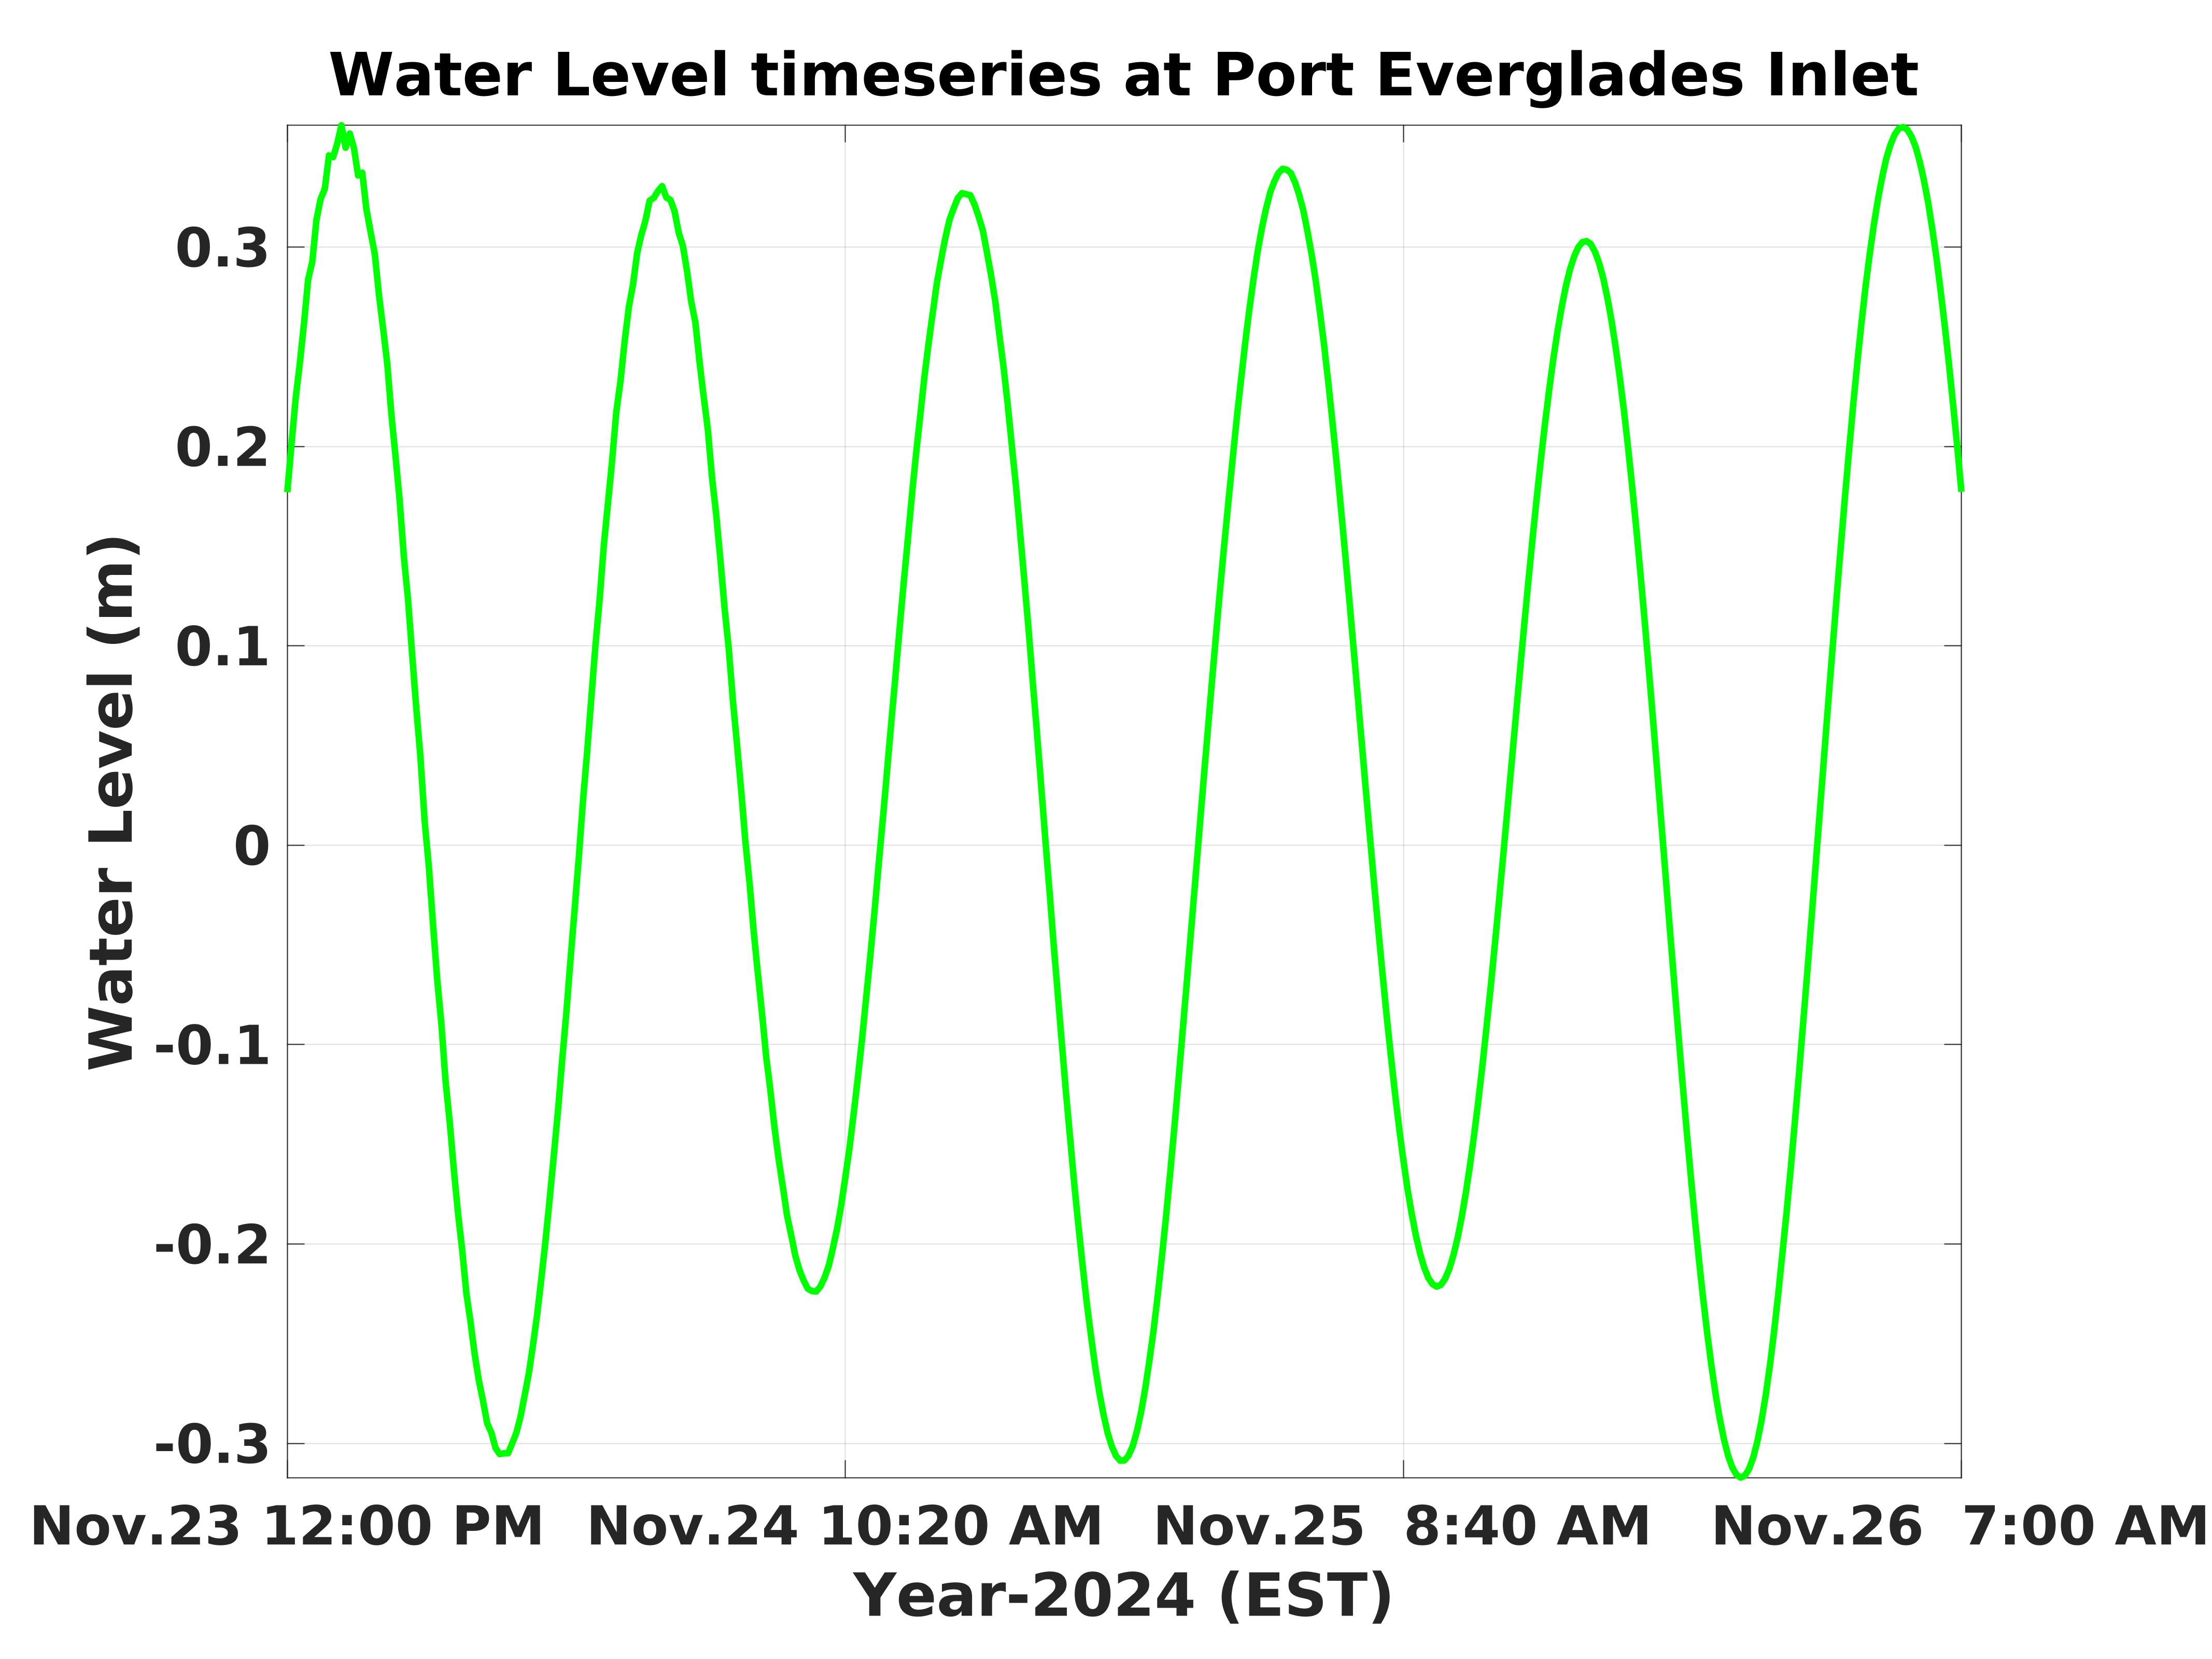 Water Level timeseries at Port Everglades Inlet
0.3
0.2
0.1
0
-0.1
-0.2
-0.3
Water Level (m)
Nov.23 12:00 PM Nov.24 10:20 AM Nov.25 8:40 AM Nov.26 7:00 AM
Year-2024 (EST)